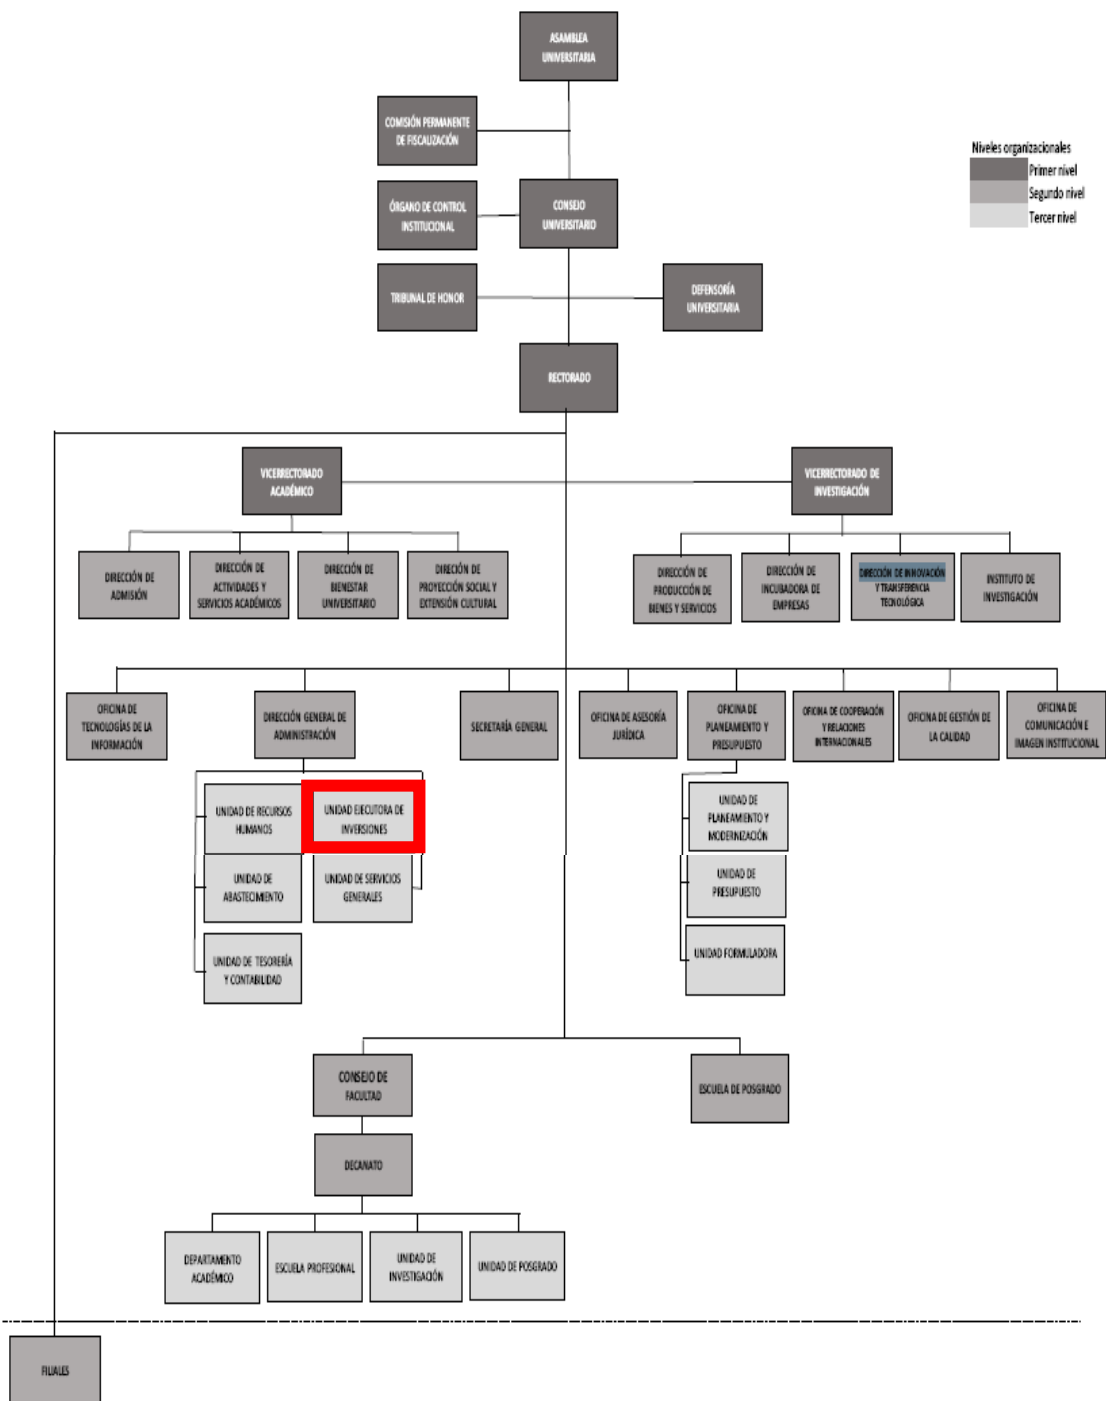 ASAMBLEA
UNIVERSITARIA
COMISIÓN PERMANENTE
DE FISCALIZACIÓN
Niveles organizacionales
Primer nivel
Segundo nivel
Tercer nivel
ÓRGANO DE CONTROL
INSTITUCIONAL
CONSEJO
UNIVERSITARIO
TRIBUNAL DE HONOR
DEFENSORÍA
UNIVERSITARIA
RECTORADO
VICERRECTORADO
ACADÉMICO
VICERRECTORADO DE
INVESTIGACIÓN
DIRECCIÓN DE
ADMISIÓN
DIRECCIÓN DE
ACTIVIDADES Y
SERVICIOS ACADÉMICOS
DIRECCIÓN DE
BIENESTAR
UNIVERSITARIO
DIRECIÓN DE
PROYECCIÓN SOCIAL Y
EXTENSIÓN CULTURAL
DIRECCIÓN DE
PRODUCCIÓN DE
BIENES Y SERVICIOS
DIRECCIÓN DE
INCUBADORA DE
EMPRESAS
DIRECCIÓN DE INNOVACIÓN
Y TRANSFERENCIA
TECNOLÓGICA
INSTITUTO DE
INVESTIGACIÓN
OFICINA DE
TECNOLOGÍAS DE LA
INFORMACIÓN
DIRECCIÓN GENERAL DE
ADMINISTRACIÓN
SECRETARÍA GENERAL
OFICINA DE ASESORÍA
JURÍDICA
OFICINA DE
PLANEAMIENTO Y
PRESUPUESTO
OFICINA DE COOPERACIÓN
Y RELACIONES
INTERNACIONALES
OFICINA DE GESTIÓN DE
LA CALIDAD
OFICINA DE
COMUNICACIÓN E
IMAGEN INSTITUCIONAL
UNIDAD DE RECURSOS
HUMANOS
UNIDAD EJECUTORA DE
INVERSIONES
UNIDAD DE
PLANEAMIENTO Y
MODERNIZACIÓN
UNIDAD DE
ABASTECIMIENTO
UNIDAD DE SERVICIOS
GENERALES
UNIDAD DE
PRESUPUESTO
UNIDAD DE TESORERÍA
Y CONTABILIDAD
UNIDAD FORMULADORA
CONSEJO DE
FACULTAD
ESCUELA DE POSGRADO
DECANATO
DEPARTAMENTO
ACADÉMICO
ESCUELA PROFESIONAL
UNIDAD DE
INVESTIGACIÓN
UNIDAD DE POSGRADO
FILIALES